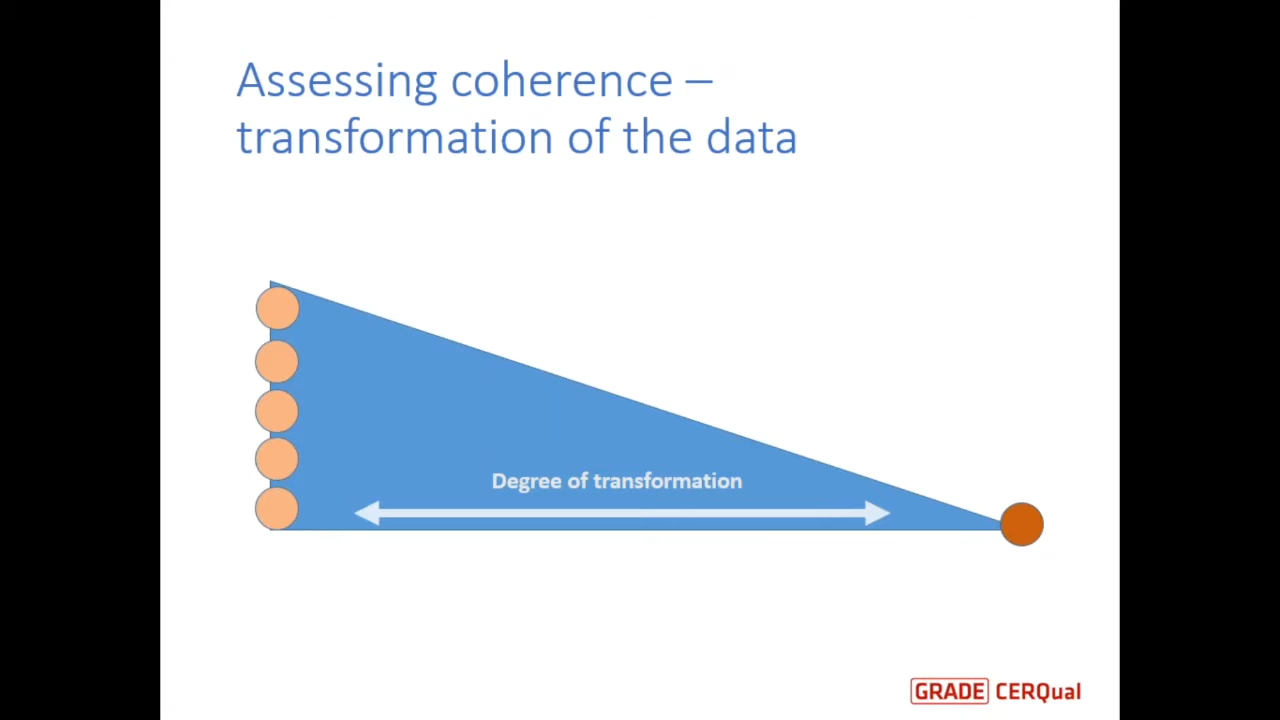 Assessing coherence –
transformation of the data
Degree of transformation
GRADE CERQual